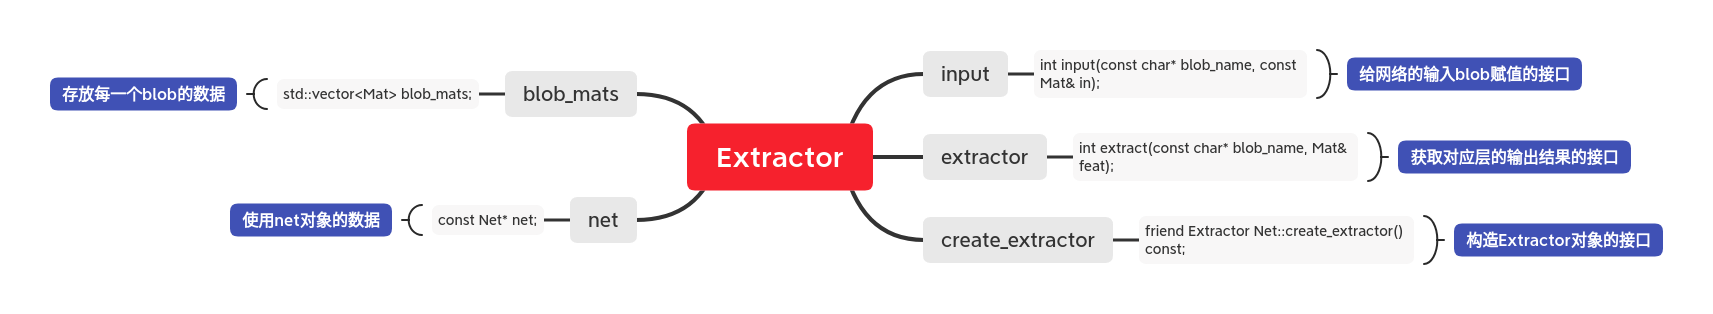 Extractor
input
int input(const char* blob_name, const
Mat& in);
给网络的输入blob赋值的接口
extractor
int extract(const char* blob_name, Mat&
feat);
获取对应层的输出结果的接口
create_extractor
friend Extractor Net::create_extractor()
const;
构造Extractor对象的接口
blob_mats
std::vector<Mat> blob_mats;
存放每一个blob的数据
net
const Net* net;
使用net对象的数据